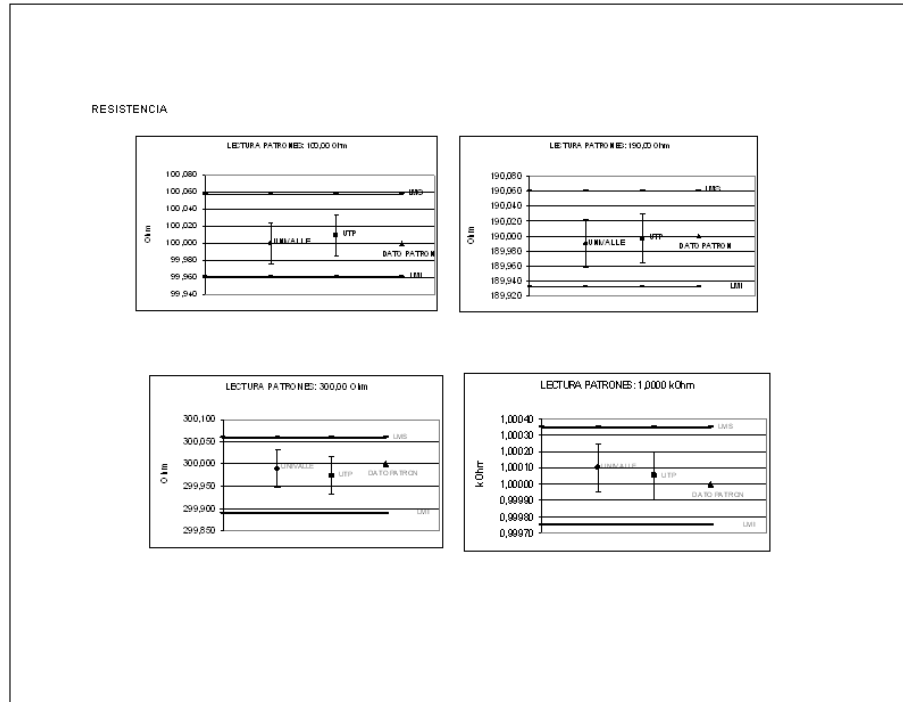 RESISTENCIA
LECTURA PATRONES: 100,00 Ohm
100,080
100,060
100,040
100,020
100,000
99,980
99,960
99,940
Ohm
LMS
UNIVALLE
UTP
DATO PATRON
LMI
LECTURA PATRONES: 190,00 Ohm
190,080
190,060
190,040
190,020
190,000
189,980
189,960
189,940
189,920
Ohm
LMS
UNIVALLE
UTP
DATO PATRON
LMI
LECTURA PATRONES: 300,00 Ohm
300,100
300,050
300,000
299,950
299,900
299,850
Ohm
LMS
UNIVALLE
UTP
DATO PATRON
LMI
LECTURA PATRONES: 1,0000 kOhm
1,00040
1,00030
1,00020
1,00010
1,00000
0,99990
0,99980
0,99970
kOhm
LMS
UNIVALLE
UTP
DATO PATRON
LMI